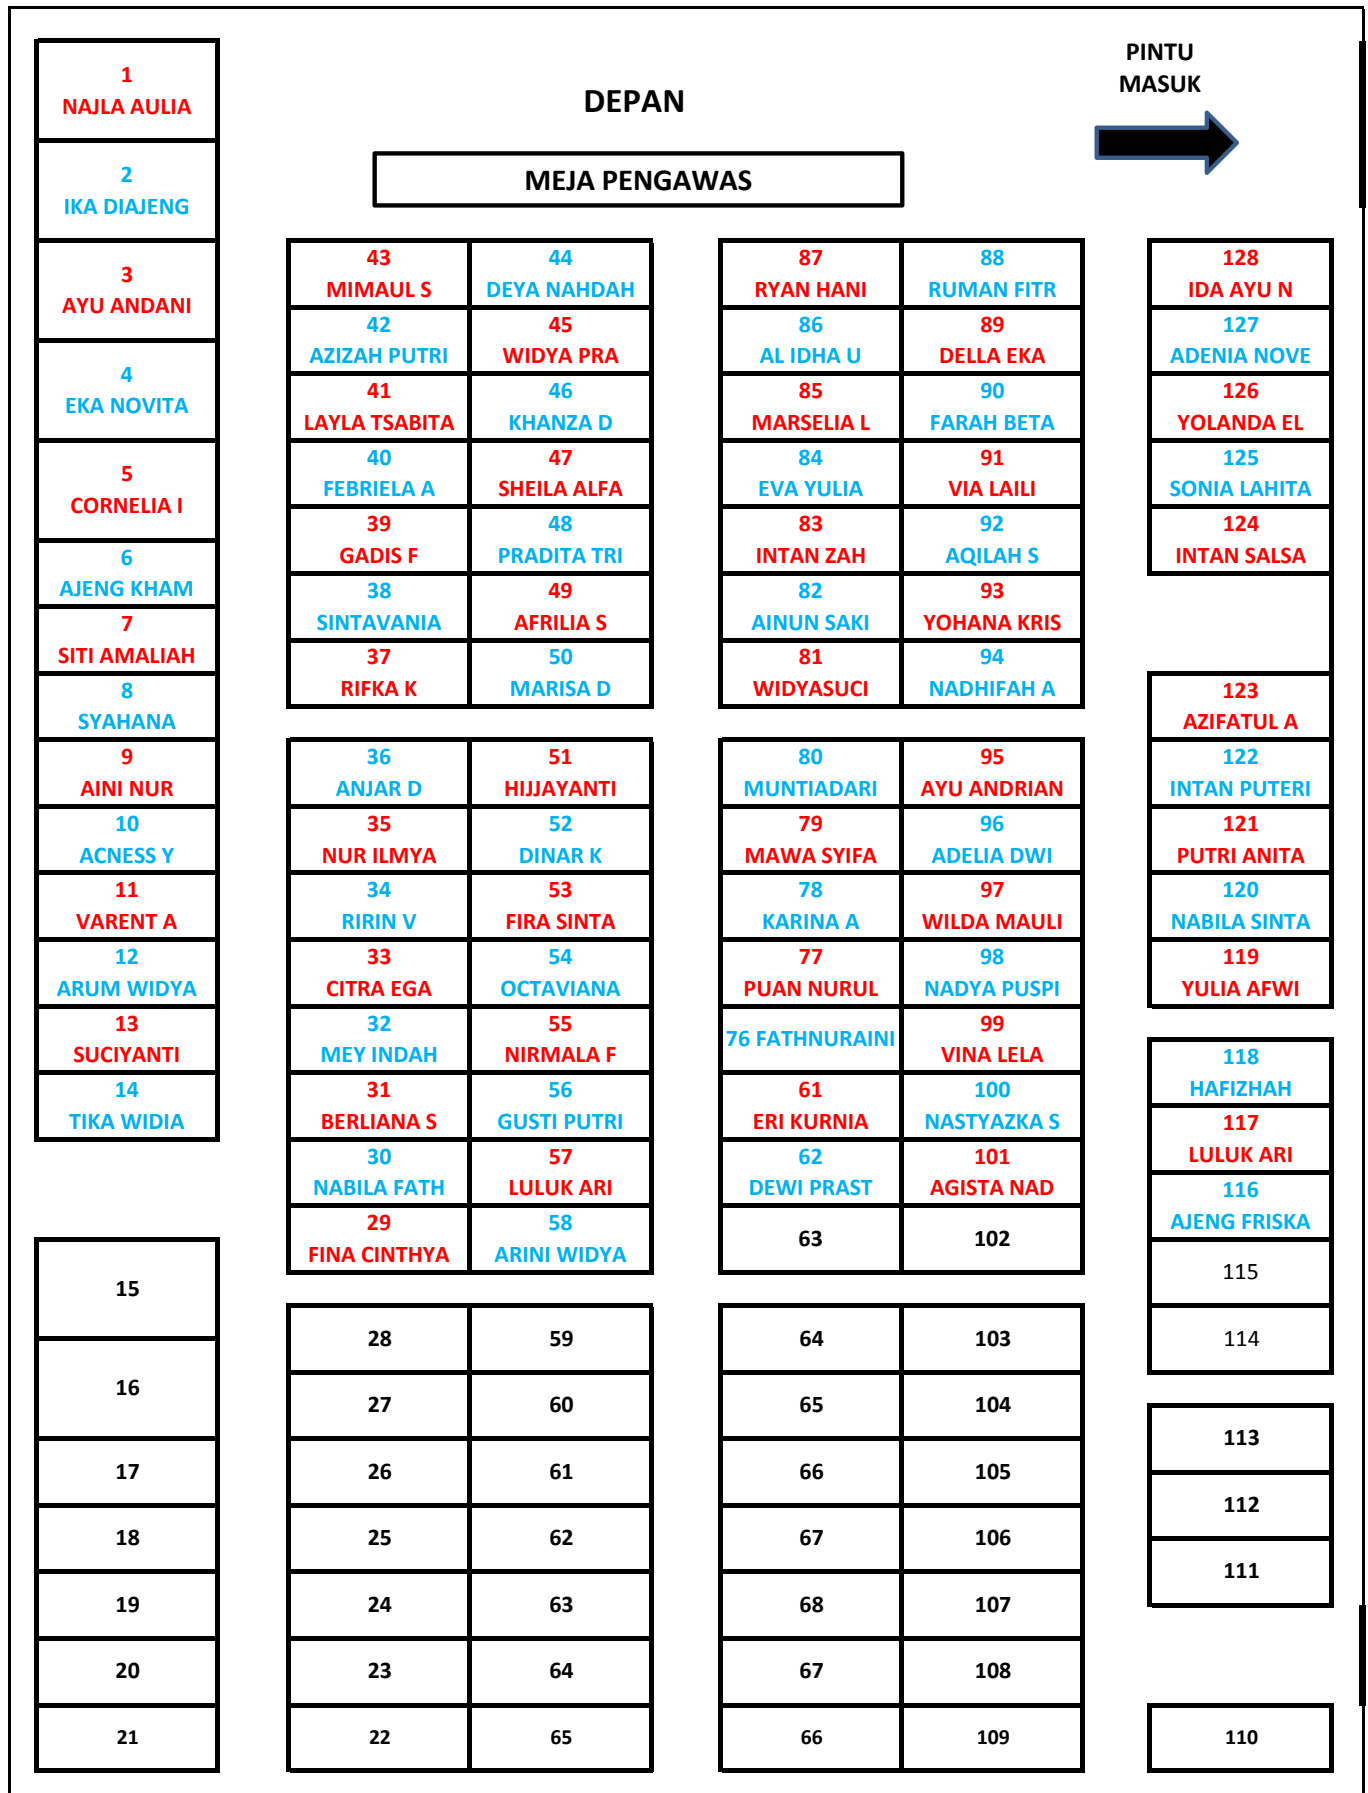 PINTU
MASUK
DEPAN
MEJA PENGAWAS
1
NAJLA AULIA
2
IKA DIAJENG
3
AYU ANDANI
4
EKA NOVITA
5
CORNELIA I
6
AJENG KHAM
7
SITI AMALIAH
8
SYAHANA
9
AINI NUR
10
ACNESS Y
11
VARENT A
12
ARUM WIDYA
13
SUCIYANTI
14
TIKA WIDIA
15
16
17
18
19
20
21
43
MIMAUL S
42
AZIZAH PUTRI
41
LAYLA TSABITA
40
FEBRIELA A
39
GADIS F
38
SINTAVANIA
37
RIFKA K
36
ANJAR D
35
NUR ILMYA
34
RIRIN V
33
CITRA EGA
32
MEY INDAH
31
BERLIANA S
30
NABILA FATH
29
FINA CINTHYA
28
27
26
25
24
23
22
44
DEYA NAHDAH
45
WIDYA PRA
46
KHANZA D
47
SHEILA ALFA
48
PRADITA TRI
49
AFRILIA S
50
MARISA D
51
HIJJAYANTI
52
DINAR K
53
FIRA SINTA
54
OCTAVIANA
55
NIRMALA F
56
GUSTI PUTRI
57
LULUK ARI
58
ARINI WIDYA
59
60
61
62
63
64
65
87
RYAN HANI
86
AL IDHA U
85
MARSELIA L
84
EVA YULIA
83
INTAN ZAH
82
AINUN SAKI
81
WIDYASUCI
80
MUNTIADARI
79
MAWA SYIFA
78
KARINA A
77
PUAN NURUL
76 FATHNURAINI
61
ERI KURNIA
62
DEWI PRAST
63
64
65
66
67
68
67
66
88
RUMAN FITR
89
DELLA EKA
90
FARAH BETA
91
VIA LAILI
92
AQILAH S
93
YOHANA KRIS
94
NADHIFAH A
95
AYU ANDRIAN
96
ADELIA DWI
97
WILDA MAULI
98
NADYA PUSPI
99
VINA LELA
100
NASTYAZKA S
101
AGISTA NAD
102
103
104
105
106
107
108
109
128
IDA AYU N
127
ADENIA NOVE
126
YOLANDA EL
125
SONIA LAHITA
124
INTAN SALSA
123
AZIFATUL A
122
INTAN PUTERI
121
PUTRI ANITA
120
NABILA SINTA
119
YULIA AFWI
118
HAFIZHAH
117
LULUK ARI
116
AJENG FRISKA
115
114
113
112
111
110